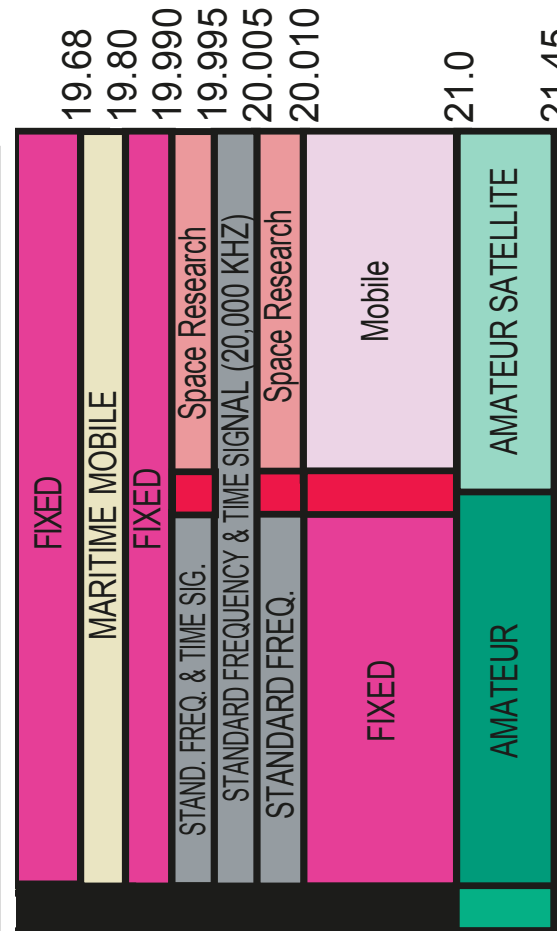 19.68
19.80
19.990
19.995
20.005
20.010
21.0
21.45
FIXED
MARITIME MOBILE
FIXED
STAND. FREQ. & TIME SIG.
Space Research
STANDARD FREQUENCY & TIME SIGNAL (20,000 KHZ)
STANDARD FREQ.
Space Research
FIXED
Mobile
AMATEUR
AMATEUR SATELLITE